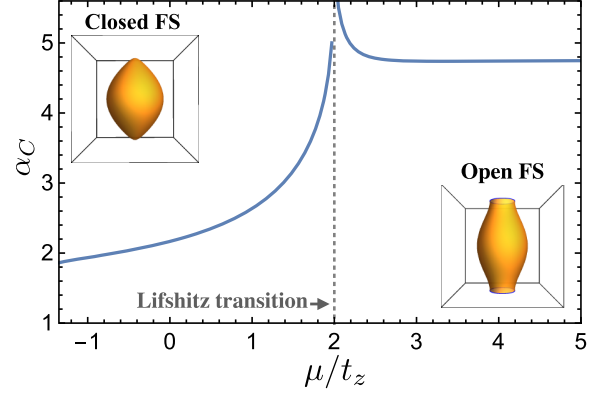 Closed FS
5
4
α_C
3
Open FS
2
Lifshitz transition
1
−1
0
1
2
3
4
5
μ/t_z